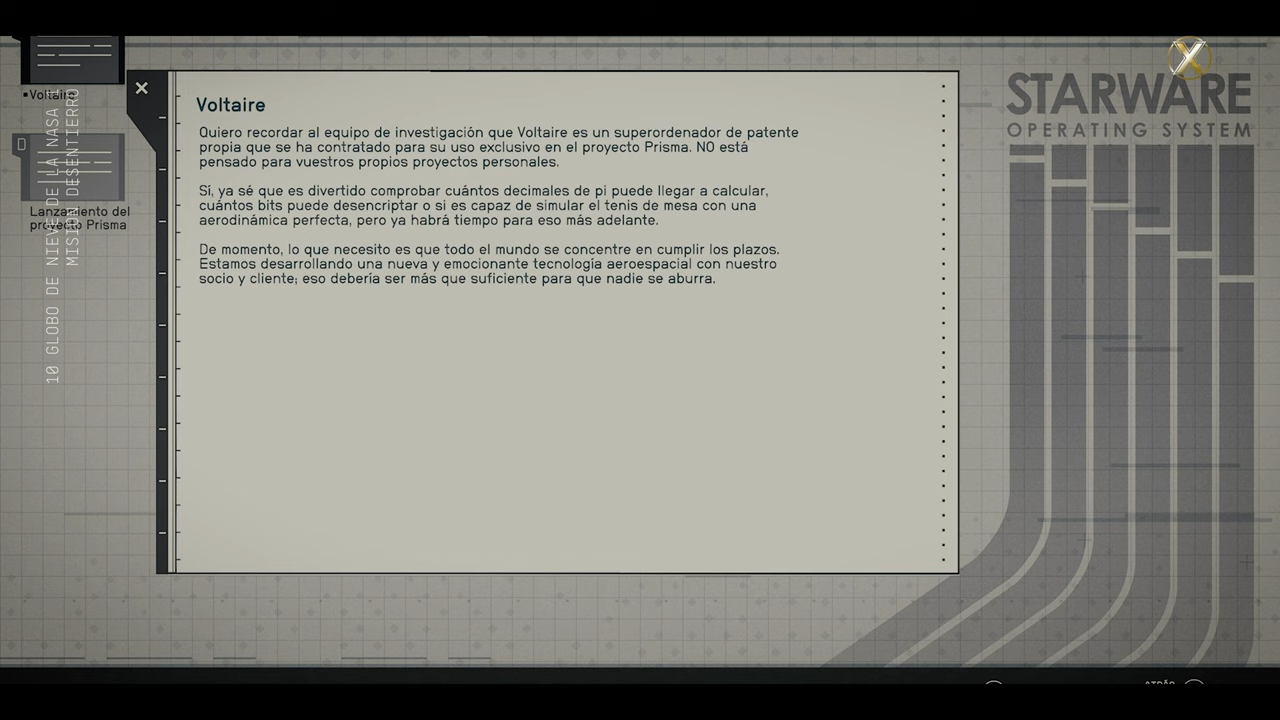 Voltaire
Lanzamiento del
proyecto Prisma
10 GLOBO DE NIEVE DE LA NASA 1
MISIÓN DESENTIERRO
Voltaire
Quiero recordar al equipo de investigación que Voltaire es un superordenador de patente
propia que se ha contratado para su uso exclusivo en el proyecto Prisma. NO está
pensado para vuestros propios proyectos personales.
Sí, ya sé que es divertido comprobar cuántos decimales de pi puede llegar a calcular,
cuántos bits puede desencriptar o si es capaz de simular el tenis de mesa con una
aerodinámica perfecta, pero ya habrá tiempo para eso más adelante.
De momento, lo que necesito es que todo el mundo se concentre en cumplir los plazos.
Estamos desarrollando una nueva y emocionante tecnología aeroespacial con nuestro
socio y cliente; eso debería ser más que suficiente para que nadie se aburra.
X
STARWARE
OPERATING SYSTEM
ATRÁS